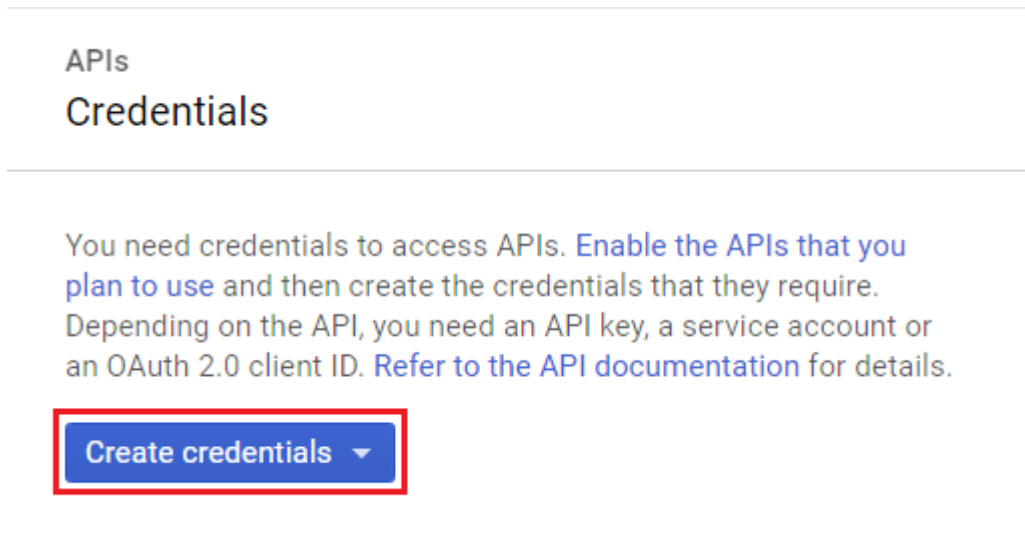 APIs
Credentials
You need credentials to access APIs. Enable the APIs that you
plan to use and then create the credentials that they require.
Depending on the API, you need an API key, a service account or
an OAuth 2.0 client ID. Refer to the API documentation for details.
Create credentials